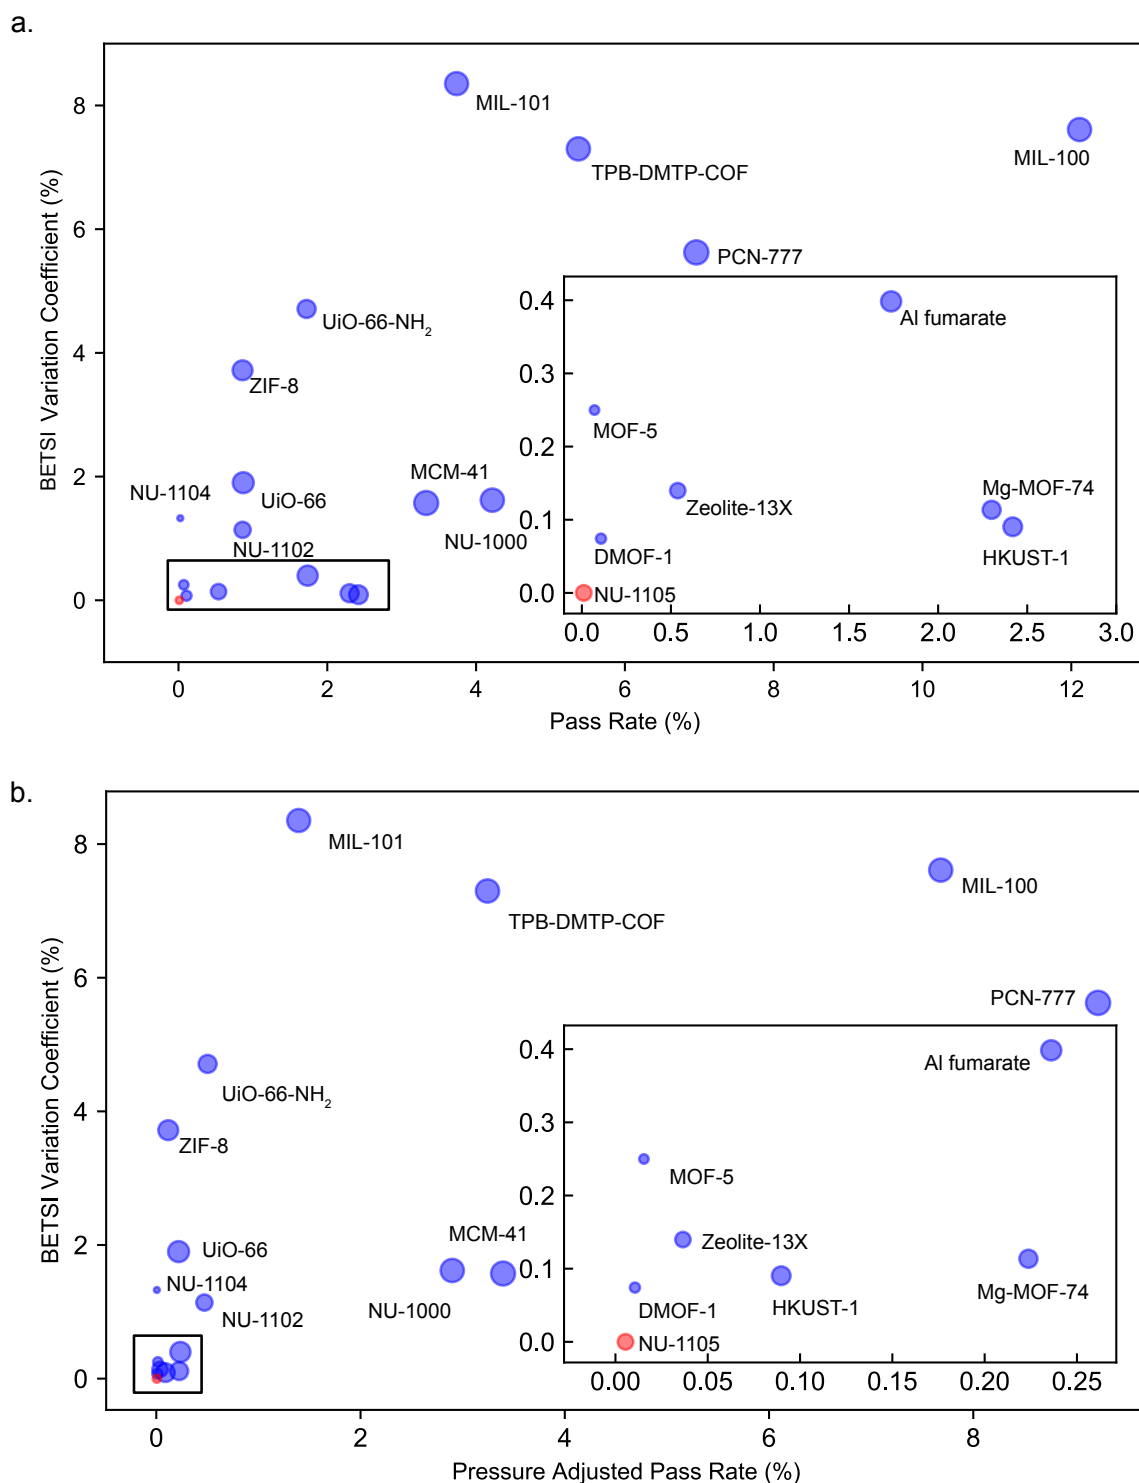 a.
8
6
4
2
0
BETSI Variation Coefficient (%)
MIL-101
TPB-DMTP-COF
MIL-100
PCN-777
UiO-66-NH₂
ZIF-8
NU-1104
UiO-66
MCM-41
NU-1000
NU-1102
0.4
0.3
0.2
0.1
0.0
Al fumarate
MOF-5
Zeolite-13X
Mg-MOF-74
DMOF-1
HKUST-1
NU-1105
0.0 0.5 1.0 1.5 2.0 2.5 3.0
0 2 4 6 8 10 12
Pass Rate (%)
b.
8
6
4
2
0
BETSI Variation Coefficient (%)
MIL-101
MIL-100
TPB-DMTP-COF
PCN-777
UiO-66-NH₂
ZIF-8
UiO-66
MCM-41
NU-1104
NU-1102
NU-1000
0.4
0.3
0.2
0.1
0.0
Al fumarate
MOF-5
Zeolite-13X
DMOF-1
HKUST-1
Mg-MOF-74
NU-1105
0.00 0.05 0.10 0.15 0.20 0.25
0 2 4 6 8
Pressure Adjusted Pass Rate (%)